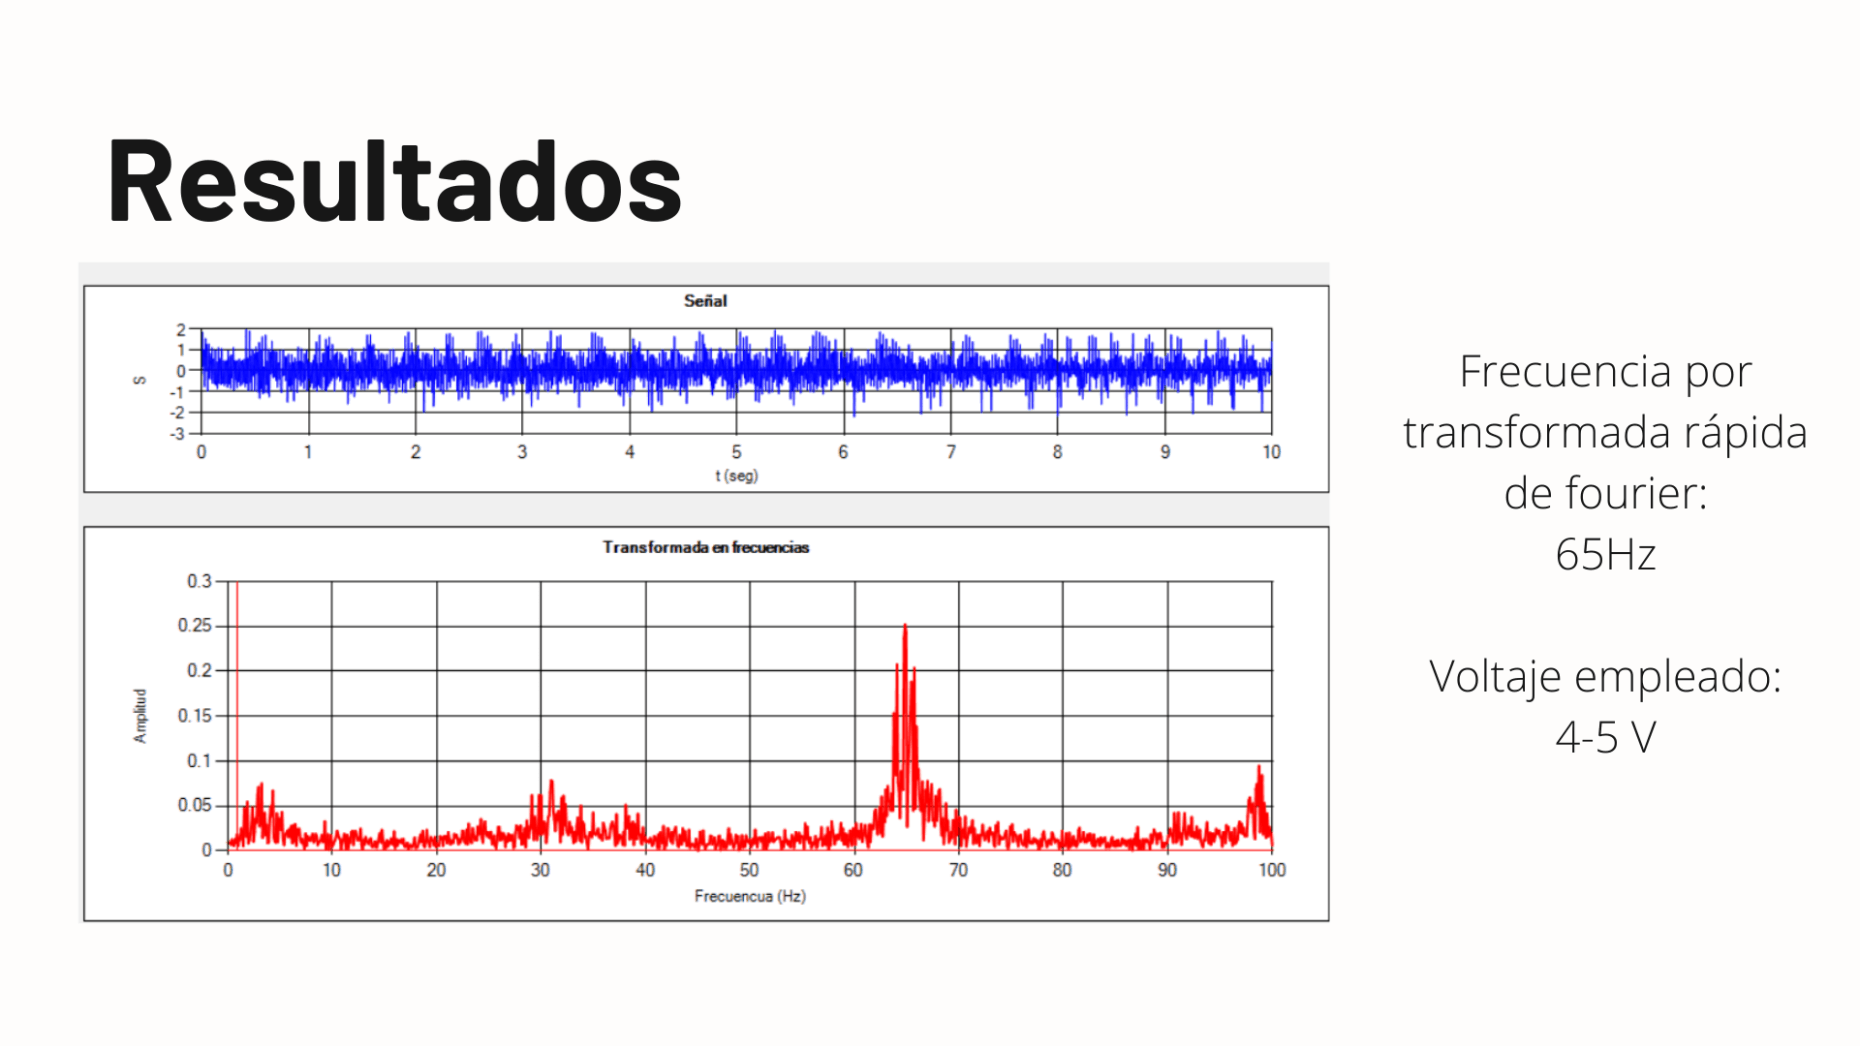 Resultados
Señal
2
1
0
-1
-2
-3
S
0 1 2 3 4 5 6 7 8 9 10
t (seg)
Transformada en frecuencias
0.3
0.25
0.2
0.15
0.1
0.05
0
Amplitud
0 10 20 30 40 50 60 70 80 90 100
Frecuencua (Hz)
Frecuencia por
transformada rápida
de fourier:
65Hz
Voltaje empleado:
4-5 V